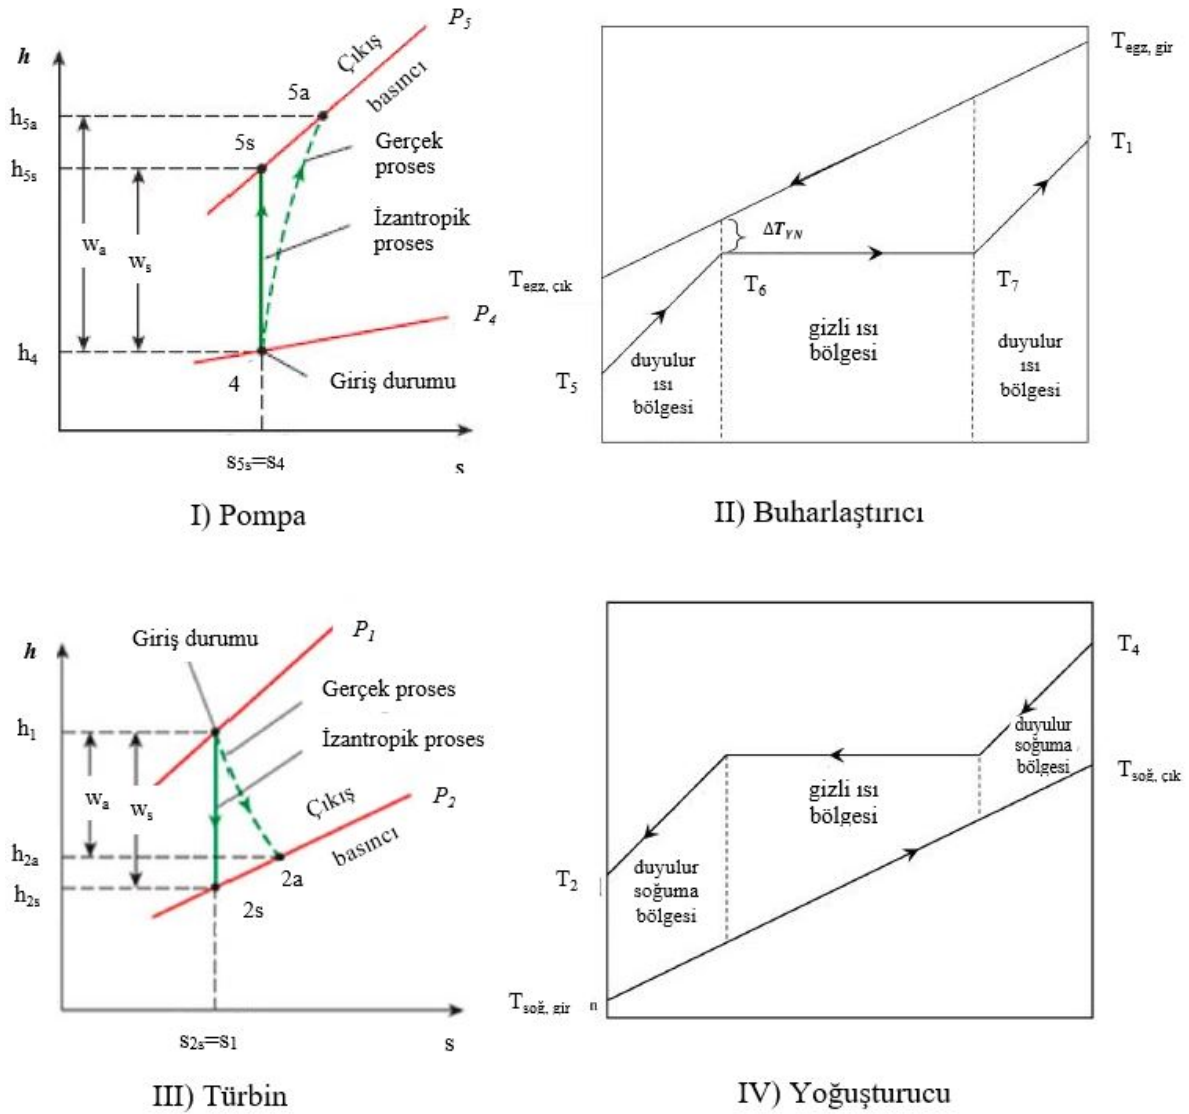 P5
h
Çıkış
basıncı
5a
h5a
5s
Gerçek
proses
h5s
İzantropik
proses
wa
ws
P4
h4
4
Giriş durumu
s5s=s4
s
I) Pompa
Tegz, gir
T1
ΔTYN
Tegz, çık
T6
T7
gizli ısı
bölgesi
duyulur
ısı
bölgesi
duyulur
ısı
bölgesi
T5
II) Buharlaştırıcı
Giriş durumu
P1
h
Gerçek proses
h1
İzantropik proses
wa
ws
Çıkış
basıncı
P2
h2a
2a
h2s
2s
s2s=s1
s
III) Türbin
T4
duyulur
soğuma
bölgesi
Tsoğ, çık
gizli ısı
bölgesi
T2
duyulur
soğuma
bölgesi
Tsoğ, gir n
IV) Yoğuşturucu